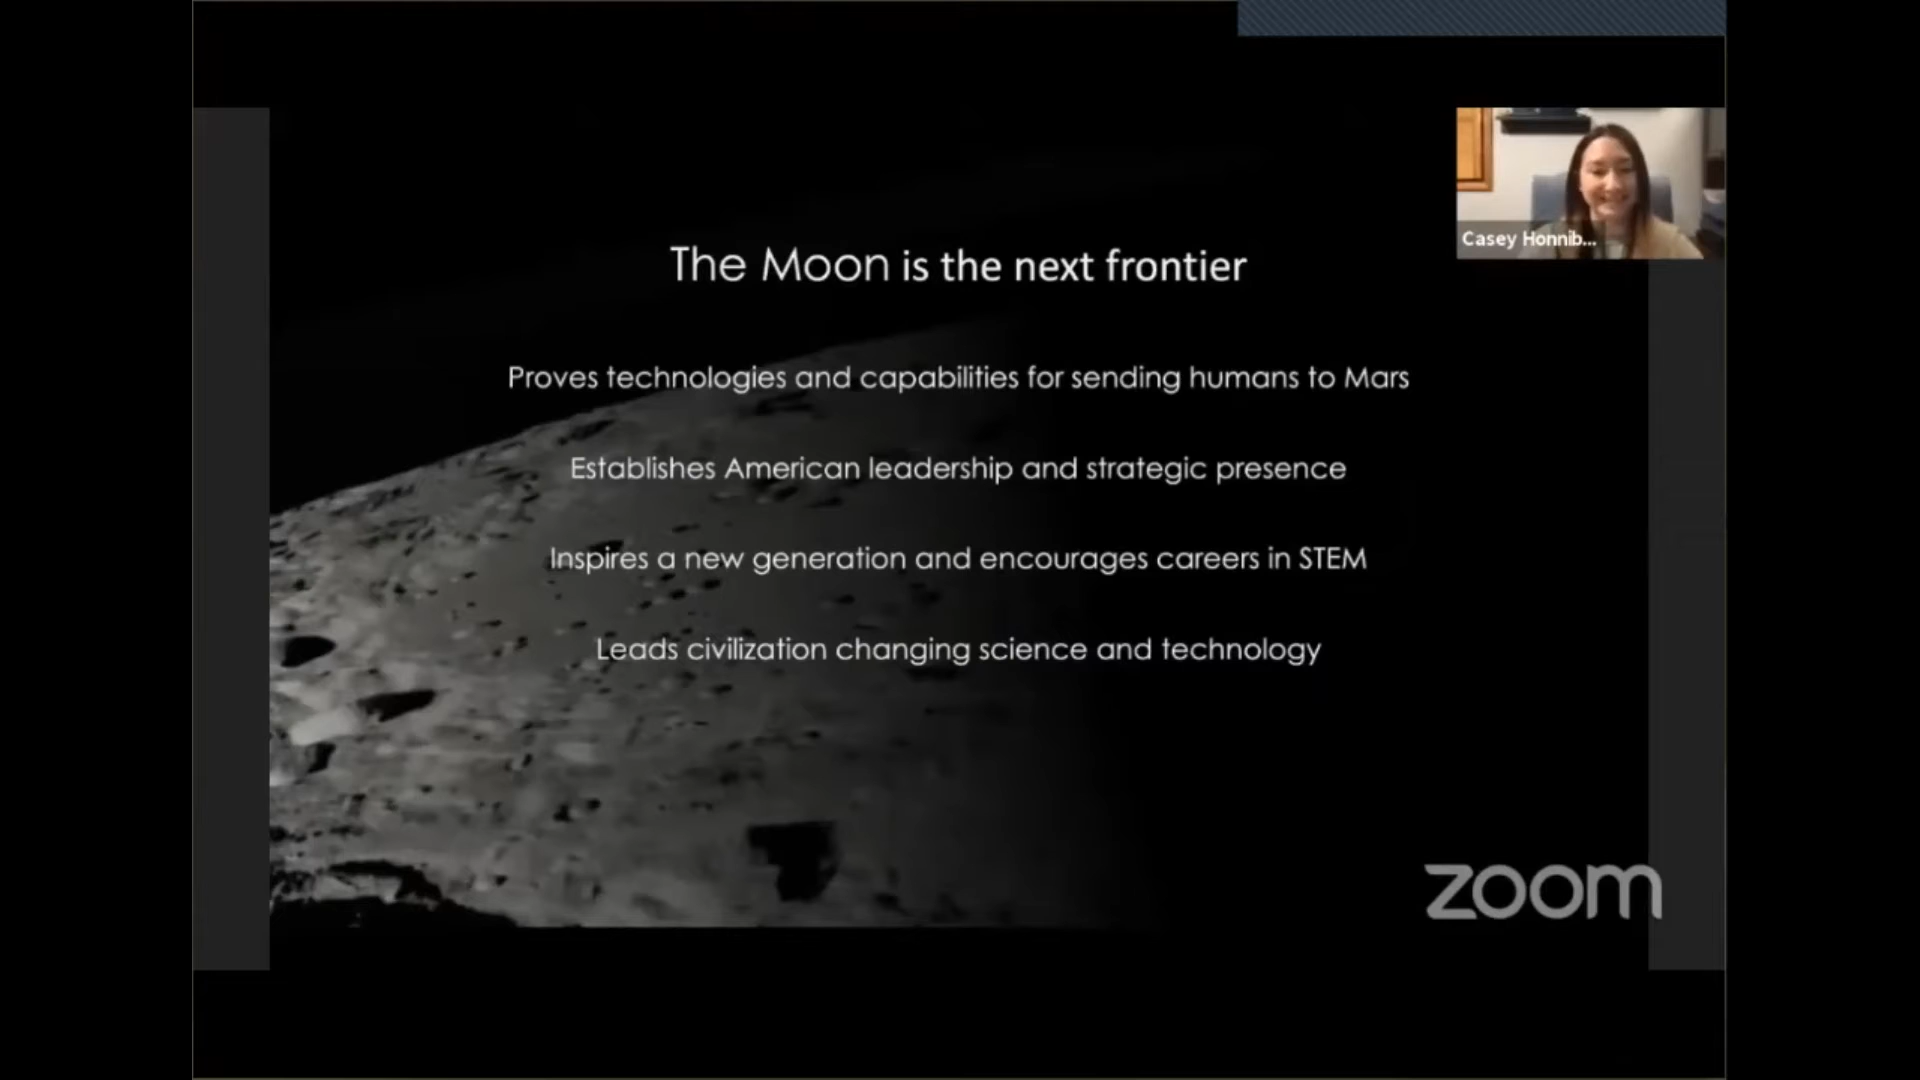 Casey Honnib...
The Moon is the next frontier
Proves technologies and capabilities for sending humans to Mars
Establishes American leadership and strategic presence
Inspires a new generation and encourages careers in STEM
Leads civilization changing science and technology
zoom